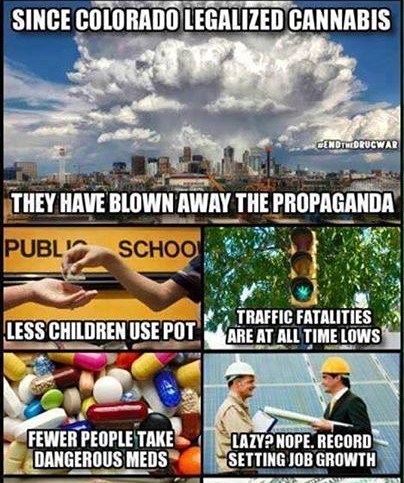 SINCE COLORADO LEGALIZED CANNABIS
@ENDTHEDRUGWAR
THEY HAVE BLOWN AWAY THE PROPAGANDA
PUBLIC SCHOOL
LESS CHILDREN USE POT
TRAFFIC FATALITIES
ARE AT ALL TIME LOWS
FEWER PEOPLE TAKE
DANGEROUS MEDS
LAZY? NOPE. RECORD
SETTING JOB GROWTH